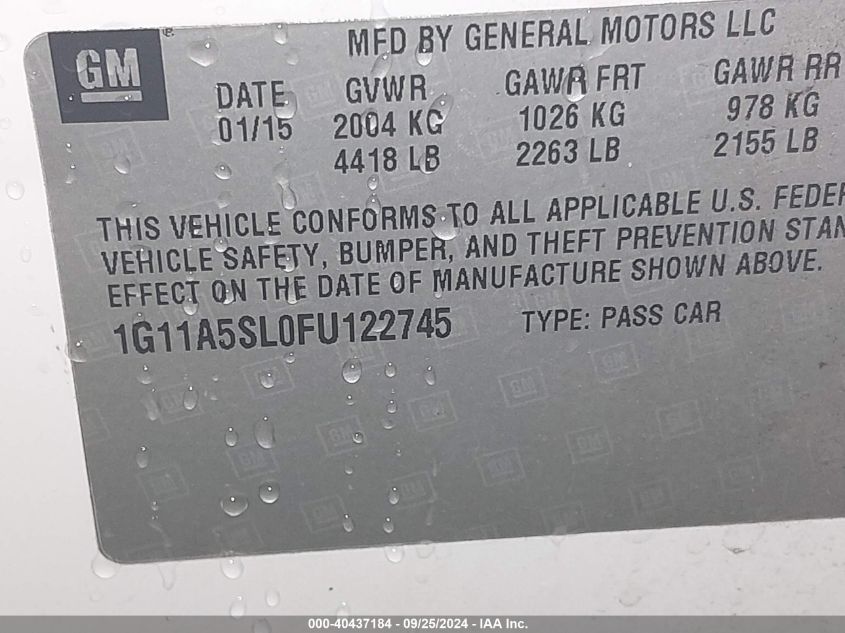 GM
MFD BY GENERAL MOTORS LLC
DATE GVWR GAWR FRT GAWR RR
01/15 2004 KG 1026 KG 978 KG
4418 LB 2263 LB 2155 LB
THIS VEHICLE CONFORMS TO ALL APPLICABLE U.S. FEDER
VEHICLE SAFETY, BUMPER, AND THEFT PREVENTION STAN
EFFECT ON THE DATE OF MANUFACTURE SHOWN ABOVE.
1G11A5SL0FU122745 TYPE: PASS CAR
000-40437184 - 09/25/2024 - IAA Inc.